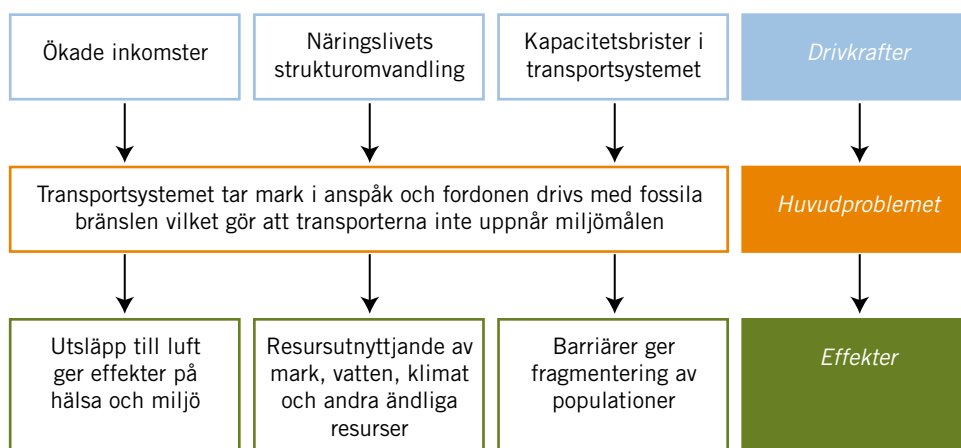 Ökade inkomster
Näringslivets
strukturomvandling
Kapacitetsbrister i
transportsystemet
Drivkrafter
Transportsystemet tar mark i anspåk och fordonen drivs med fossila
bränslen vilket gör att transporterna inte uppnår miljömålen
Huvudproblemet
Utsläpp till luft
ger effekter på
hälsa och miljö
Resursutnyttjande av
mark, vatten, klimat
och andra ändliga
resurser
Barriärer ger
fragmentering av
populationer
Effekter